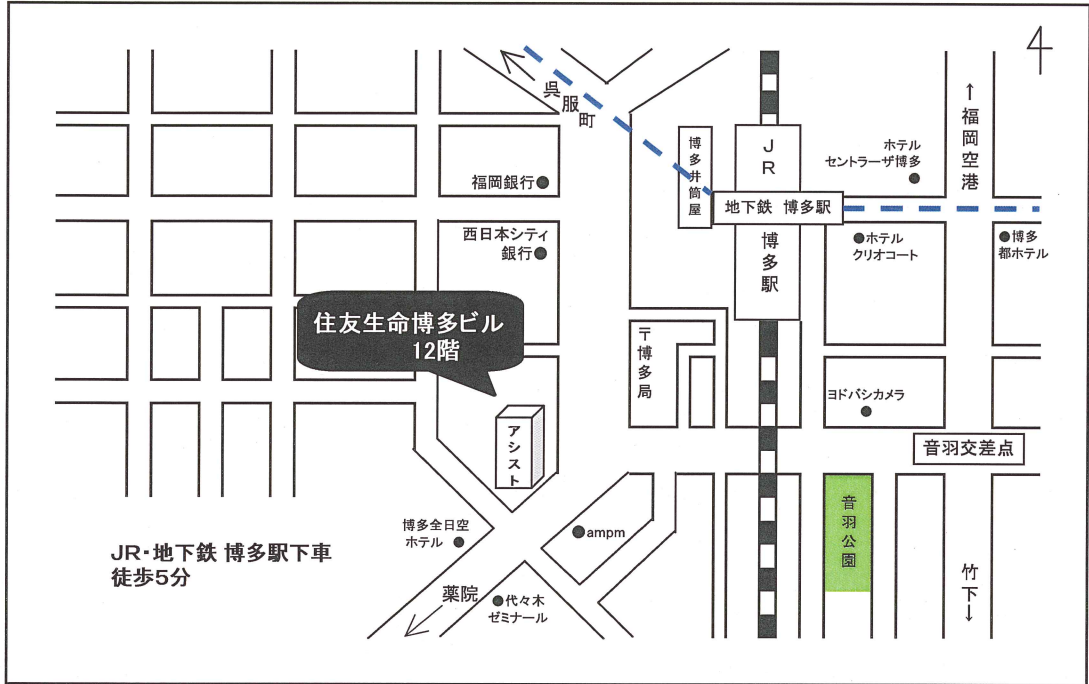 4
呉服町
福岡銀行
西日本シティ
銀行
住友生命博多ビル
12階
アシスト
博多井筒屋
JR
博多駅
地下鉄 博多駅
ホテル
セントラーザ博多
↑福岡空港
ホテル
クリオコート
博多
都ホテル
〒博多局
ヨドバシカメラ
音羽交差点
音羽公園
竹下↓
博多全日空
ホテル
ampm
薬院
代々木
ゼミナール
JR・地下鉄 博多駅下車
徒歩5分